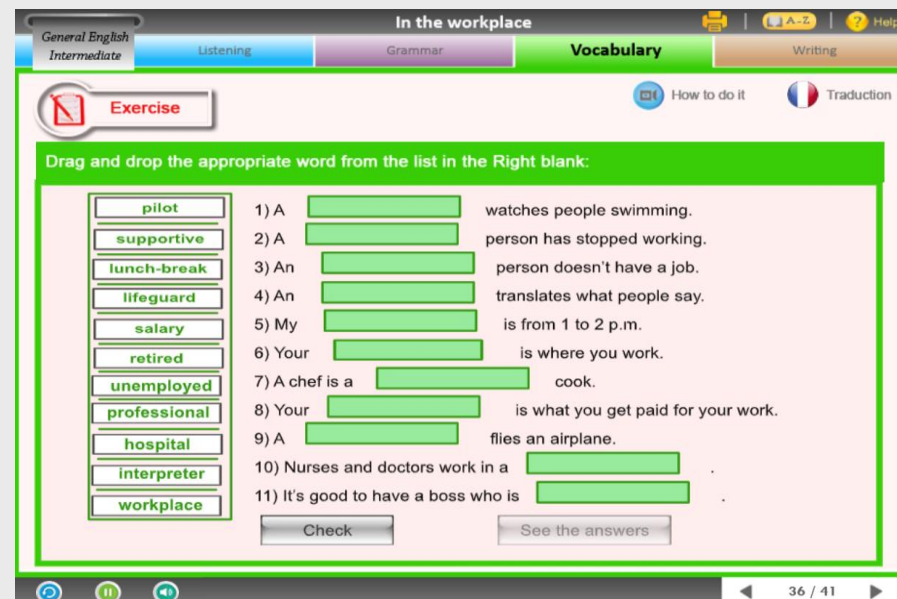 In the workplace
A-Z
? Help
General English
Intermediate
Listening
Grammar
Vocabulary
Writing
Exercise
How to do it
Traduction
Drag and drop the appropriate word from the list in the Right blank:
pilot
supportive
lunch-break
lifeguard
salary
retired
unemployed
professional
hospital
interpreter
workplace
1) A watches people swimming.
2) A person has stopped working.
3) An person doesn't have a job.
4) An translates what people say.
5) My is from 1 to 2 p.m.
6) Your is where you work.
7) A chef is a cook.
8) Your is what you get paid for your work.
9) A flies an airplane.
10) Nurses and doctors work in a .
11) It's good to have a boss who is .
Check
See the answers
36 / 41